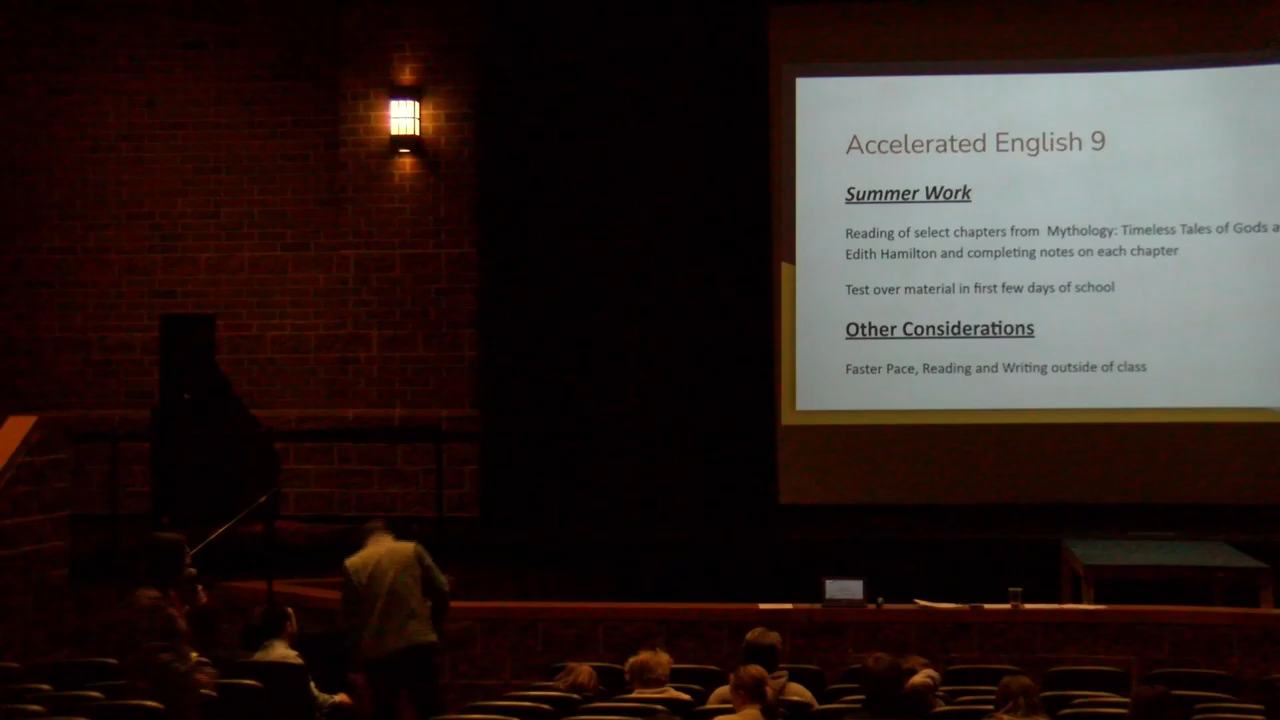 Accelerated English 9
Summer Work
Reading of select chapters from Mythology: Timeless Tales of Gods a
Edith Hamilton and completing notes on each chapter
Test over material in first few days of school
Other Considerations
Faster Pace, Reading and Writing outside of class